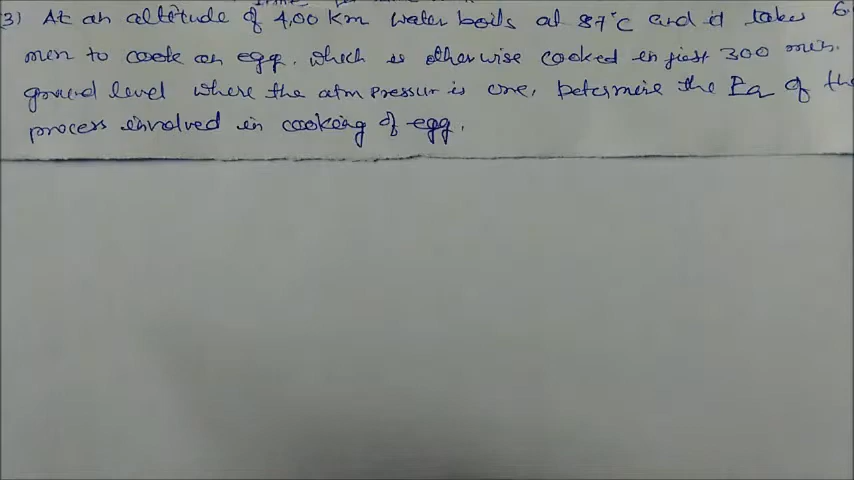 3) At an altitude of 4.00 Km water boils at 87°C and it takes 6
min to cook an egg. which is otherwise cooked in just 300 min.
ground level where the atm pressur is one, Determine the Ea of the
process involved in cooking of egg.